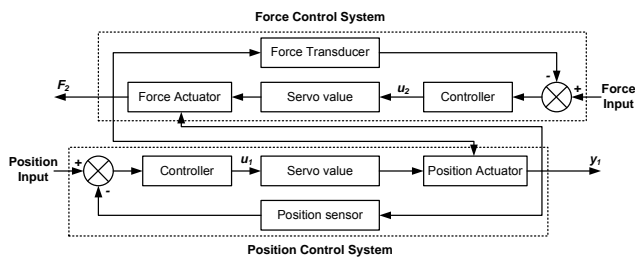 Force Control System
Force Transducer
F2
u2
-
+
Force
Input
Force Actuator
Servo value
Controller
Position
Input
+
-
u1
y1
Controller
Servo value
Position Actuator
Position sensor
Position Control System